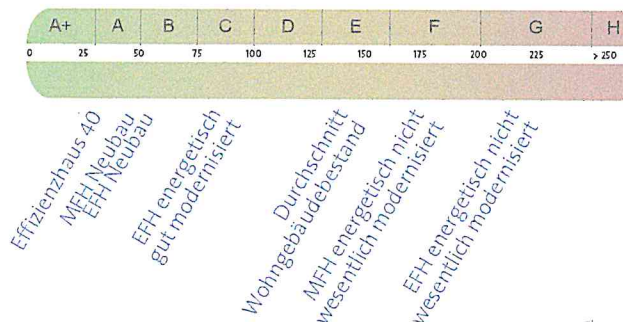 A+ A B C D E F G H
0 25 50 75 100 125 150 175 200 225 > 250
Effizienzhaus 40
MFH Neubau
EFH Neubau
EFH energetisch
gut modernisiert
Durchschnitt
Wohngebäudebestand
MFH energetisch nicht
wesentlich modernisiert
EFH energetisch nicht
wesentlich modernisiert